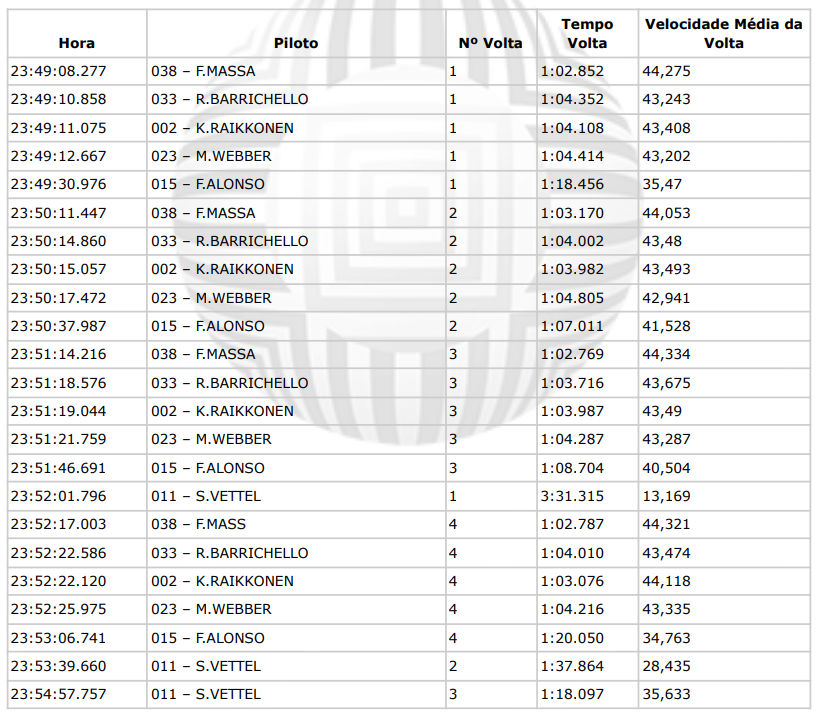 Hora Piloto Nº Volta Tempo Volta Velocidade Média da Volta
23:49:08.277 038 – F.MASSA 1 1:02.852 44,275
23:49:10.858 033 – R.BARRICHELLO 1 1:04.352 43,243
23:49:11.075 002 – K.RAIKKONEN 1 1:04.108 43,408
23:49:12.667 023 – M.WEBBER 1 1:04.414 43,202
23:49:30.976 015 – F.ALONSO 1 1:18.456 35,47
23:50:11.447 038 – F.MASSA 2 1:03.170 44,053
23:50:14.860 033 – R.BARRICHELLO 2 1:04.002 43,48
23:50:15.057 002 – K.RAIKKONEN 2 1:03.982 43,493
23:50:17.472 023 – M.WEBBER 2 1:04.805 42,941
23:50:37.987 015 – F.ALONSO 2 1:07.011 41,528
23:51:14.216 038 – F.MASSA 3 1:02.769 44,334
23:51:18.576 033 – R.BARRICHELLO 3 1:03.716 43,675
23:51:19.044 002 – K.RAIKKONEN 3 1:03.987 43,49
23:51:21.759 023 – M.WEBBER 3 1:04.287 43,287
23:51:46.691 015 – F.ALONSO 3 1:08.704 40,504
23:52:01.796 011 – S.VETTEL 1 3:31.315 13,169
23:52:17.003 038 – F.MASS 4 1:02.787 44,321
23:52:22.586 033 – R.BARRICHELLO 4 1:04.010 43,474
23:52:22.120 002 – K.RAIKKONEN 4 1:03.076 44,118
23:52:25.975 023 – M.WEBBER 4 1:04.216 43,335
23:53:06.741 015 – F.ALONSO 4 1:20.050 34,763
23:53:39.660 011 – S.VETTEL 2 1:37.864 28,435
23:54:57.757 011 – S.VETTEL 3 1:18.097 35,633